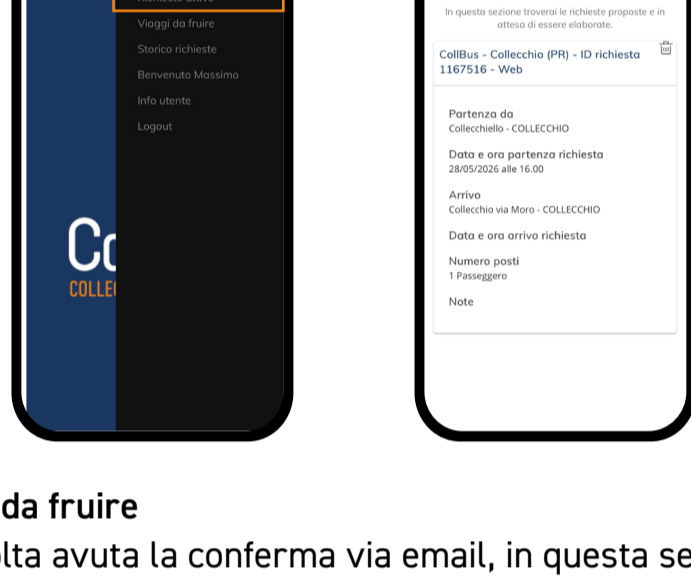 Viaggi da fruire
Storico richieste
Benvenuto Massimo
Info utente
Logout
Co
COLLE
In questa sezione troverai le richieste proposte e in
attesa di essere elaborate.
CollBus - Collecchio (PR) - ID richiesta
1167516 - Web
Partenza da
Collecchiello - COLLECCHIO
Data e ora partenza richiesta
28/05/2026 alle 16.00
Arrivo
Collecchio via Moro - COLLECCHIO
Data e ora arrivo richiesta
Numero posti
1 Passeggero
Note
da fruire
lta avuta la conferma via email, in questa se